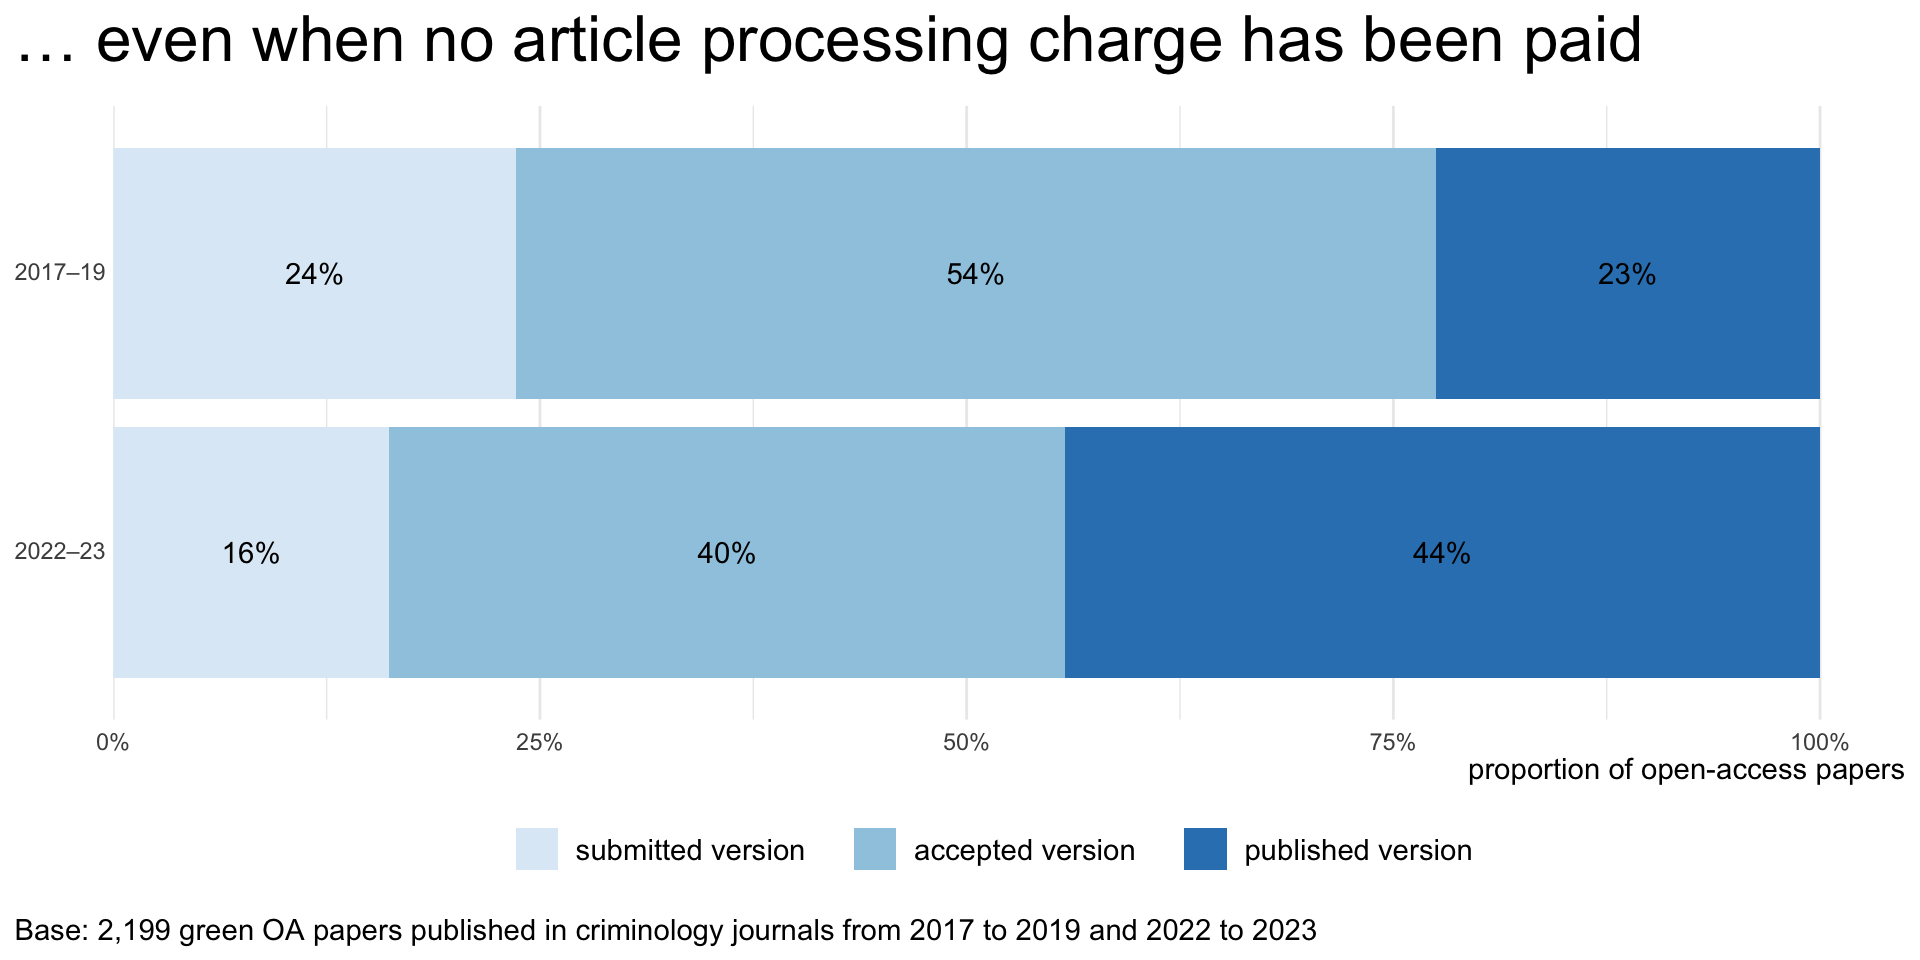 … even when no article processing charge has been paid
2017–19
24%
54%
23%
2022–23
16%
40%
44%
0%
25%
50%
75%
100%
proportion of open-access papers
submitted version
accepted version
published version
Base: 2,199 green OA papers published in criminology journals from 2017 to 2019 and 2022 to 2023